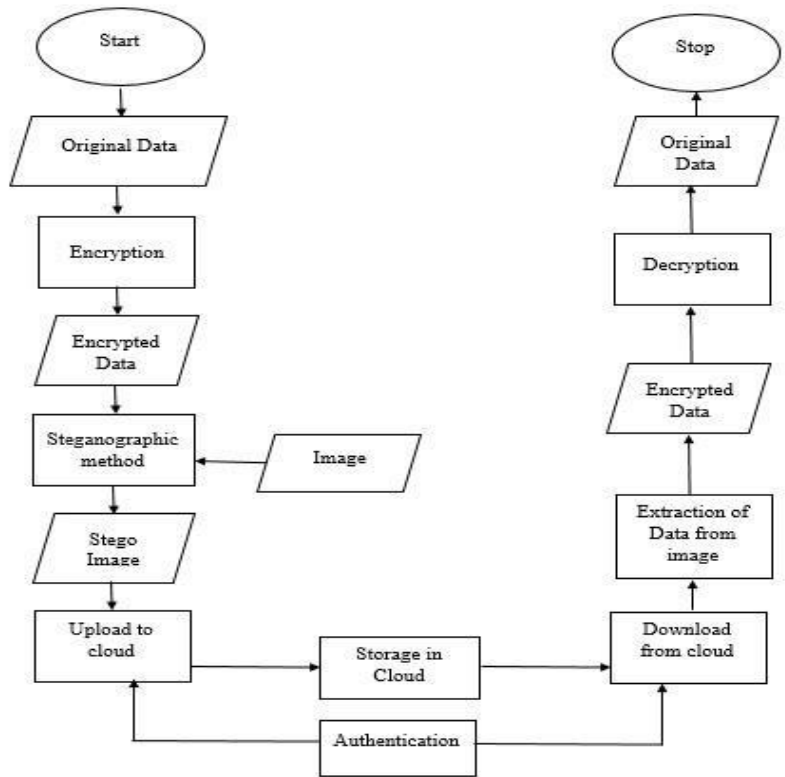 Start
Original Data
Encryption
Encrypted
Data
Steganographic
method
Image
Stego
Image
Upload to
cloud
Storage in
Cloud
Authentication
Download
from cloud
Extraction of
Data from
image
Encrypted
Data
Decryption
Original
Data
Stop